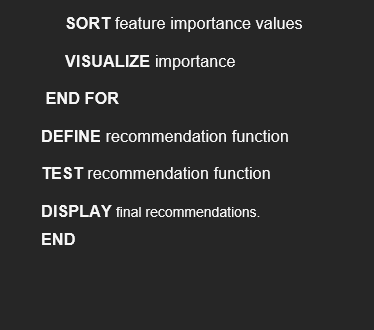 SORT feature importance values
VISUALIZE importance
END FOR
DEFINE recommendation function
TEST recommendation function
DISPLAY final recommendations.
END